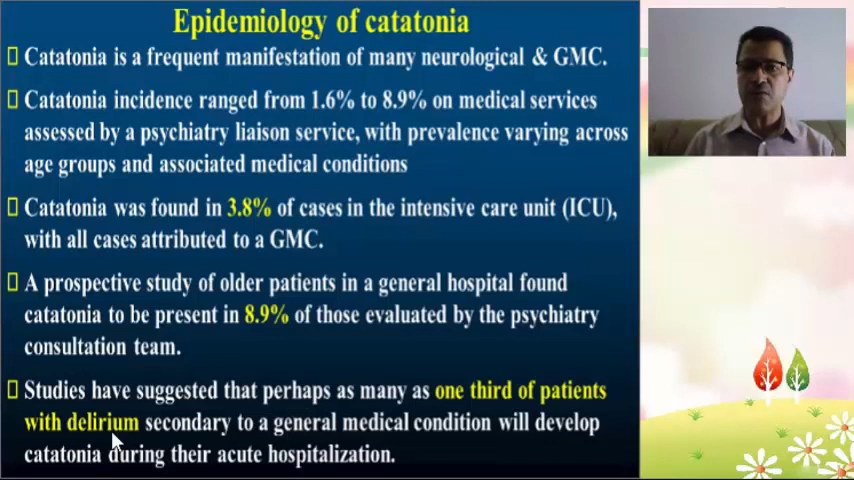 Epidemiology of catatonia
Catatonia is a frequent manifestation of many neurological & GMC.
Catatonia incidence ranged from 1.6% to 8.9% on medical services
assessed by a psychiatry liaison service, with prevalence varying across
age groups and associated medical conditions
Catatonia was found in 3.8% of cases in the intensive care unit (ICU),
with all cases attributed to a GMC.
A prospective study of older patients in a general hospital found
catatonia to be present in 8.9% of those evaluated by the psychiatry
consultation team.
Studies have suggested that perhaps as many as one third of patients
with delirium secondary to a general medical condition will develop
catatonia during their acute hospitalization.